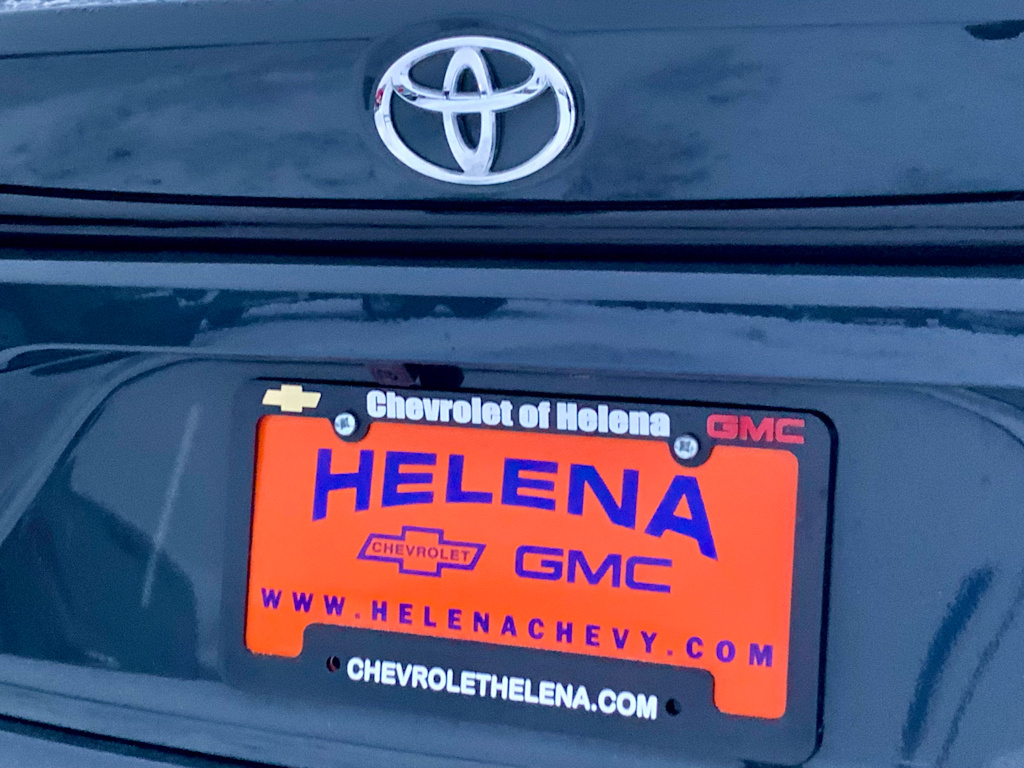 Chevrolet of Helena
GMC
HELENA
CHEVROLET GMC
WWW.HELENACHEVY.COM
CHEVROLETHELENA.COM